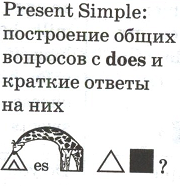 Present Simple:
построение общих
вопросов с does и
краткие ответы
на них
es ?